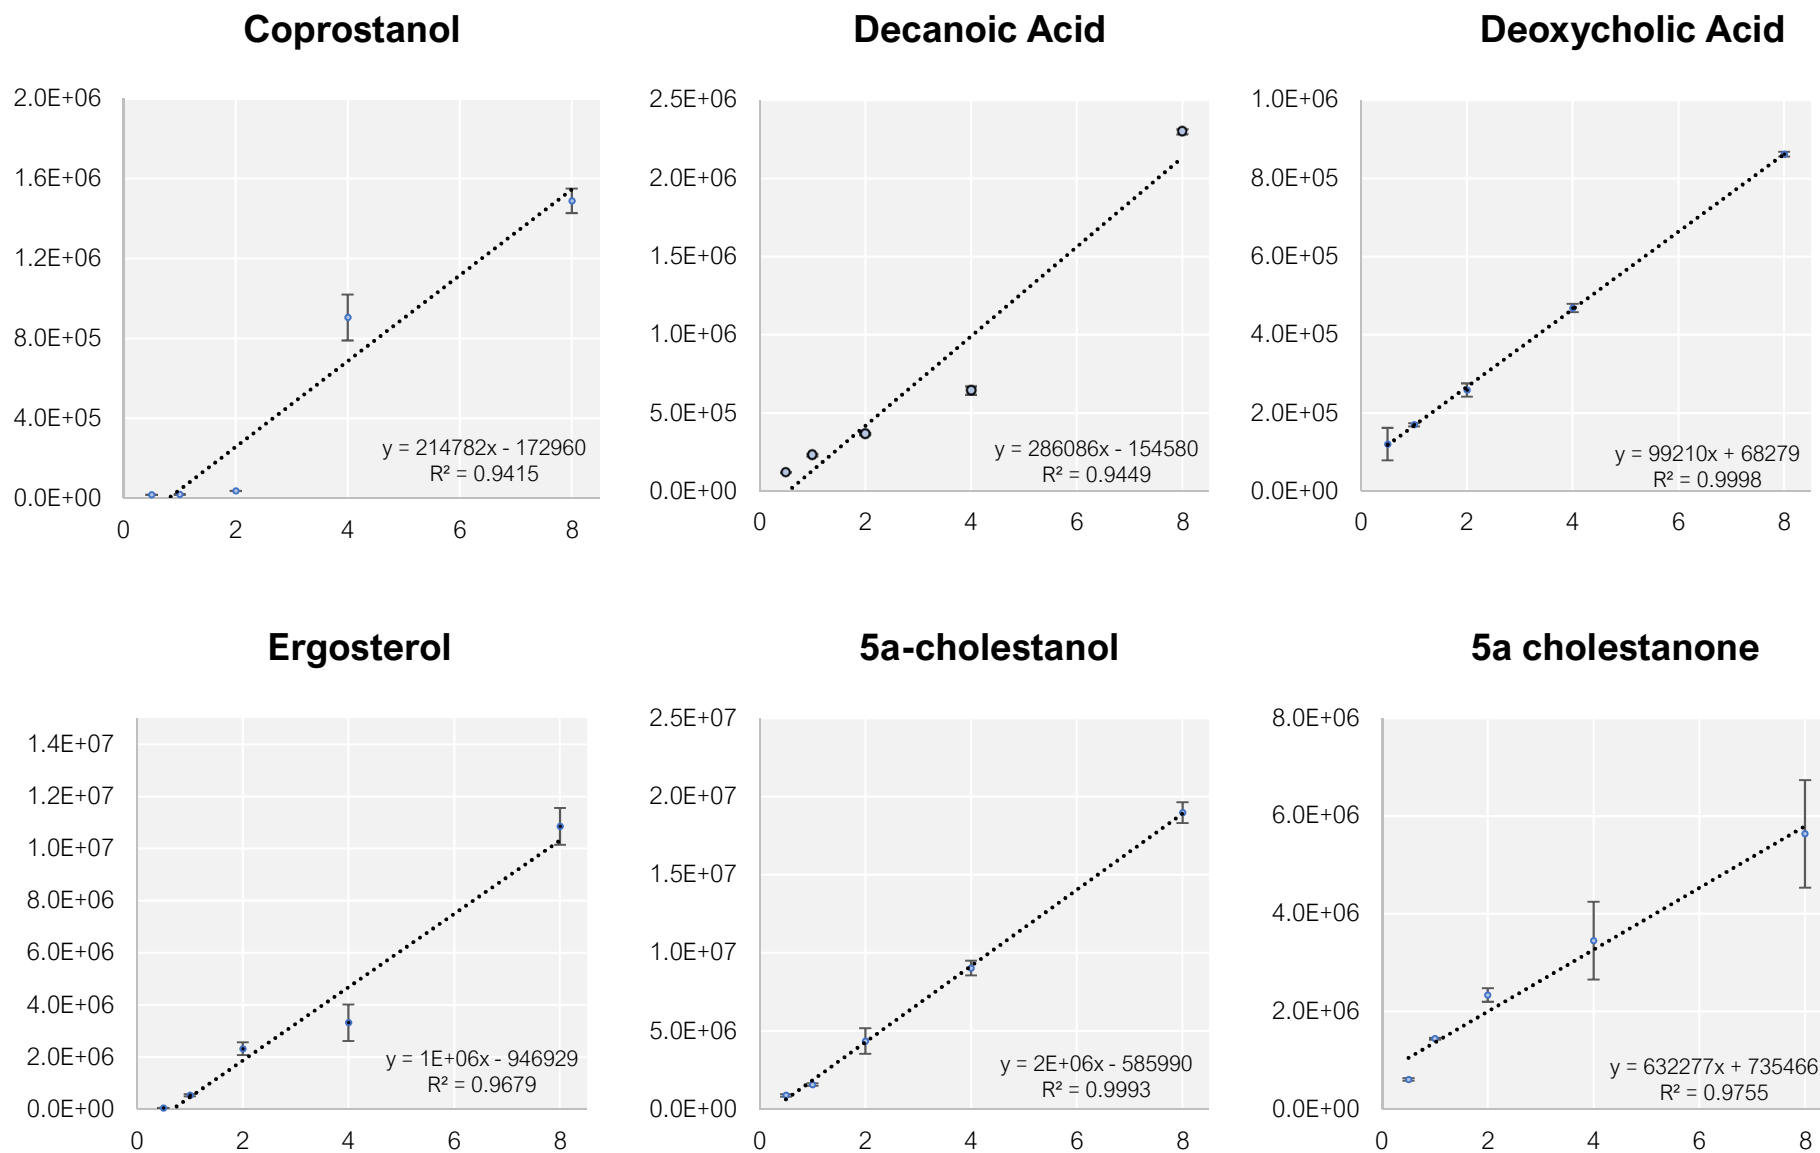 Coprostanol
2.0E+06
1.6E+06
1.2E+06
8.0E+05
4.0E+05
0.0E+00
0 2 4 6 8
y = 214782x - 172960
R² = 0.9415
Decanoic Acid
2.5E+06
2.0E+06
1.5E+06
1.0E+06
5.0E+05
0.0E+00
0 2 4 6 8
y = 286086x - 154580
R² = 0.9449
Deoxycholic Acid
1.0E+06
8.0E+05
6.0E+05
4.0E+05
2.0E+05
0.0E+00
0 2 4 6 8
y = 99210x + 68279
R² = 0.9998
Ergosterol
1.4E+07
1.2E+07
1.0E+07
8.0E+06
6.0E+06
4.0E+06
2.0E+06
0.0E+00
0 2 4 6 8
y = 1E+06x - 946929
R² = 0.9679
5a-cholestanol
2.5E+07
2.0E+07
1.5E+07
1.0E+07
5.0E+06
0.0E+00
0 2 4 6 8
y = 2E+06x - 585990
R² = 0.9993
5a cholestanone
8.0E+06
6.0E+06
4.0E+06
2.0E+06
0.0E+00
0 2 4 6 8
y = 632277x + 735466
R² = 0.9755